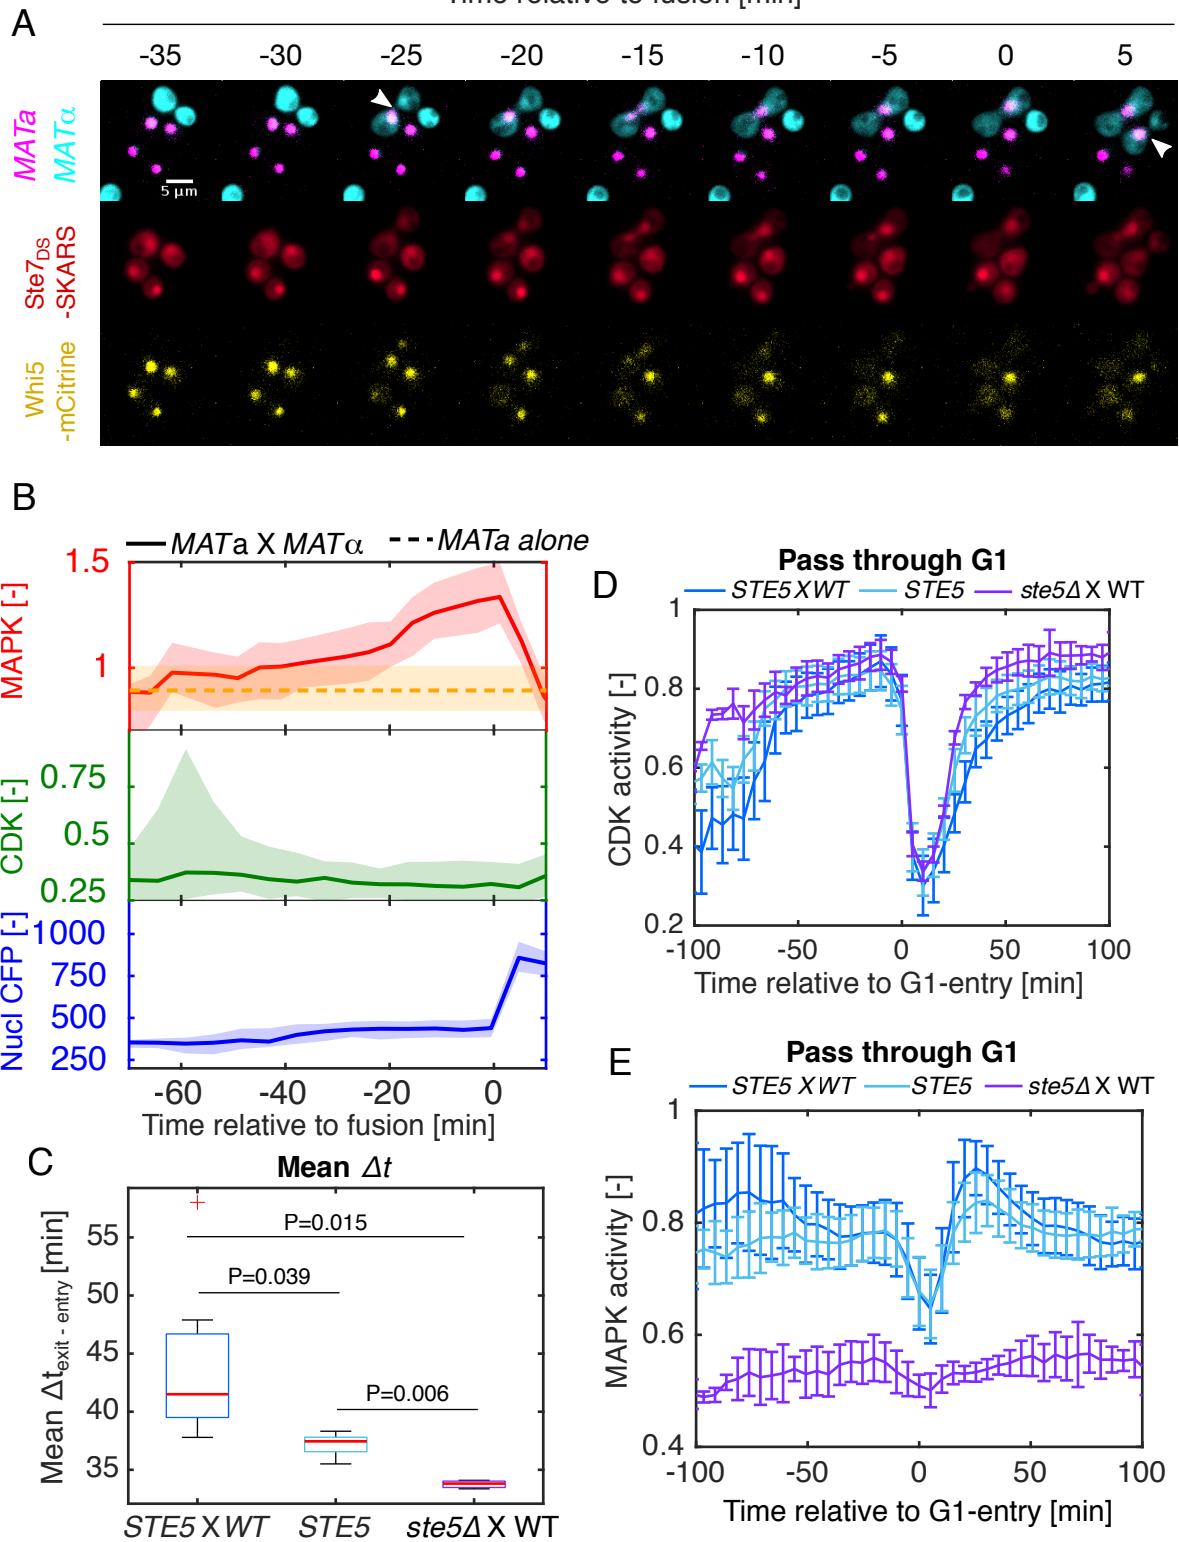 Time relative to fusion [min]
A
-35 -30 -25 -20 -15 -10 -5 0 5
MATa
MATα
5 μm
Ste7DS
-SKARS
Whi5
-mCitrine
B
MATa X MATα MATa alone
1.5
1
MAPK [-]
0.75
0.5
0.25
CDK [-]
1000
750
500
250
Nucl CFP [-]
-60 -40 -20 0
Time relative to fusion [min]
C
Mean Δt
P=0.015
P=0.039
P=0.006
55
50
45
40
35
Mean Δtexit - entry [min]
STE5 X WT STE5 ste5Δ X WT
D
Pass through G1
STE5 X WT STE5 ste5Δ X WT
1
0.8
0.6
0.4
0.2
CDK activity [-]
-100 -50 0 50 100
Time relative to G1-entry [min]
E
Pass through G1
STE5 X WT STE5 ste5Δ X WT
1
0.8
0.6
0.4
MAPK activity [-]
-100 -50 0 50 100
Time relative to G1-entry [min]